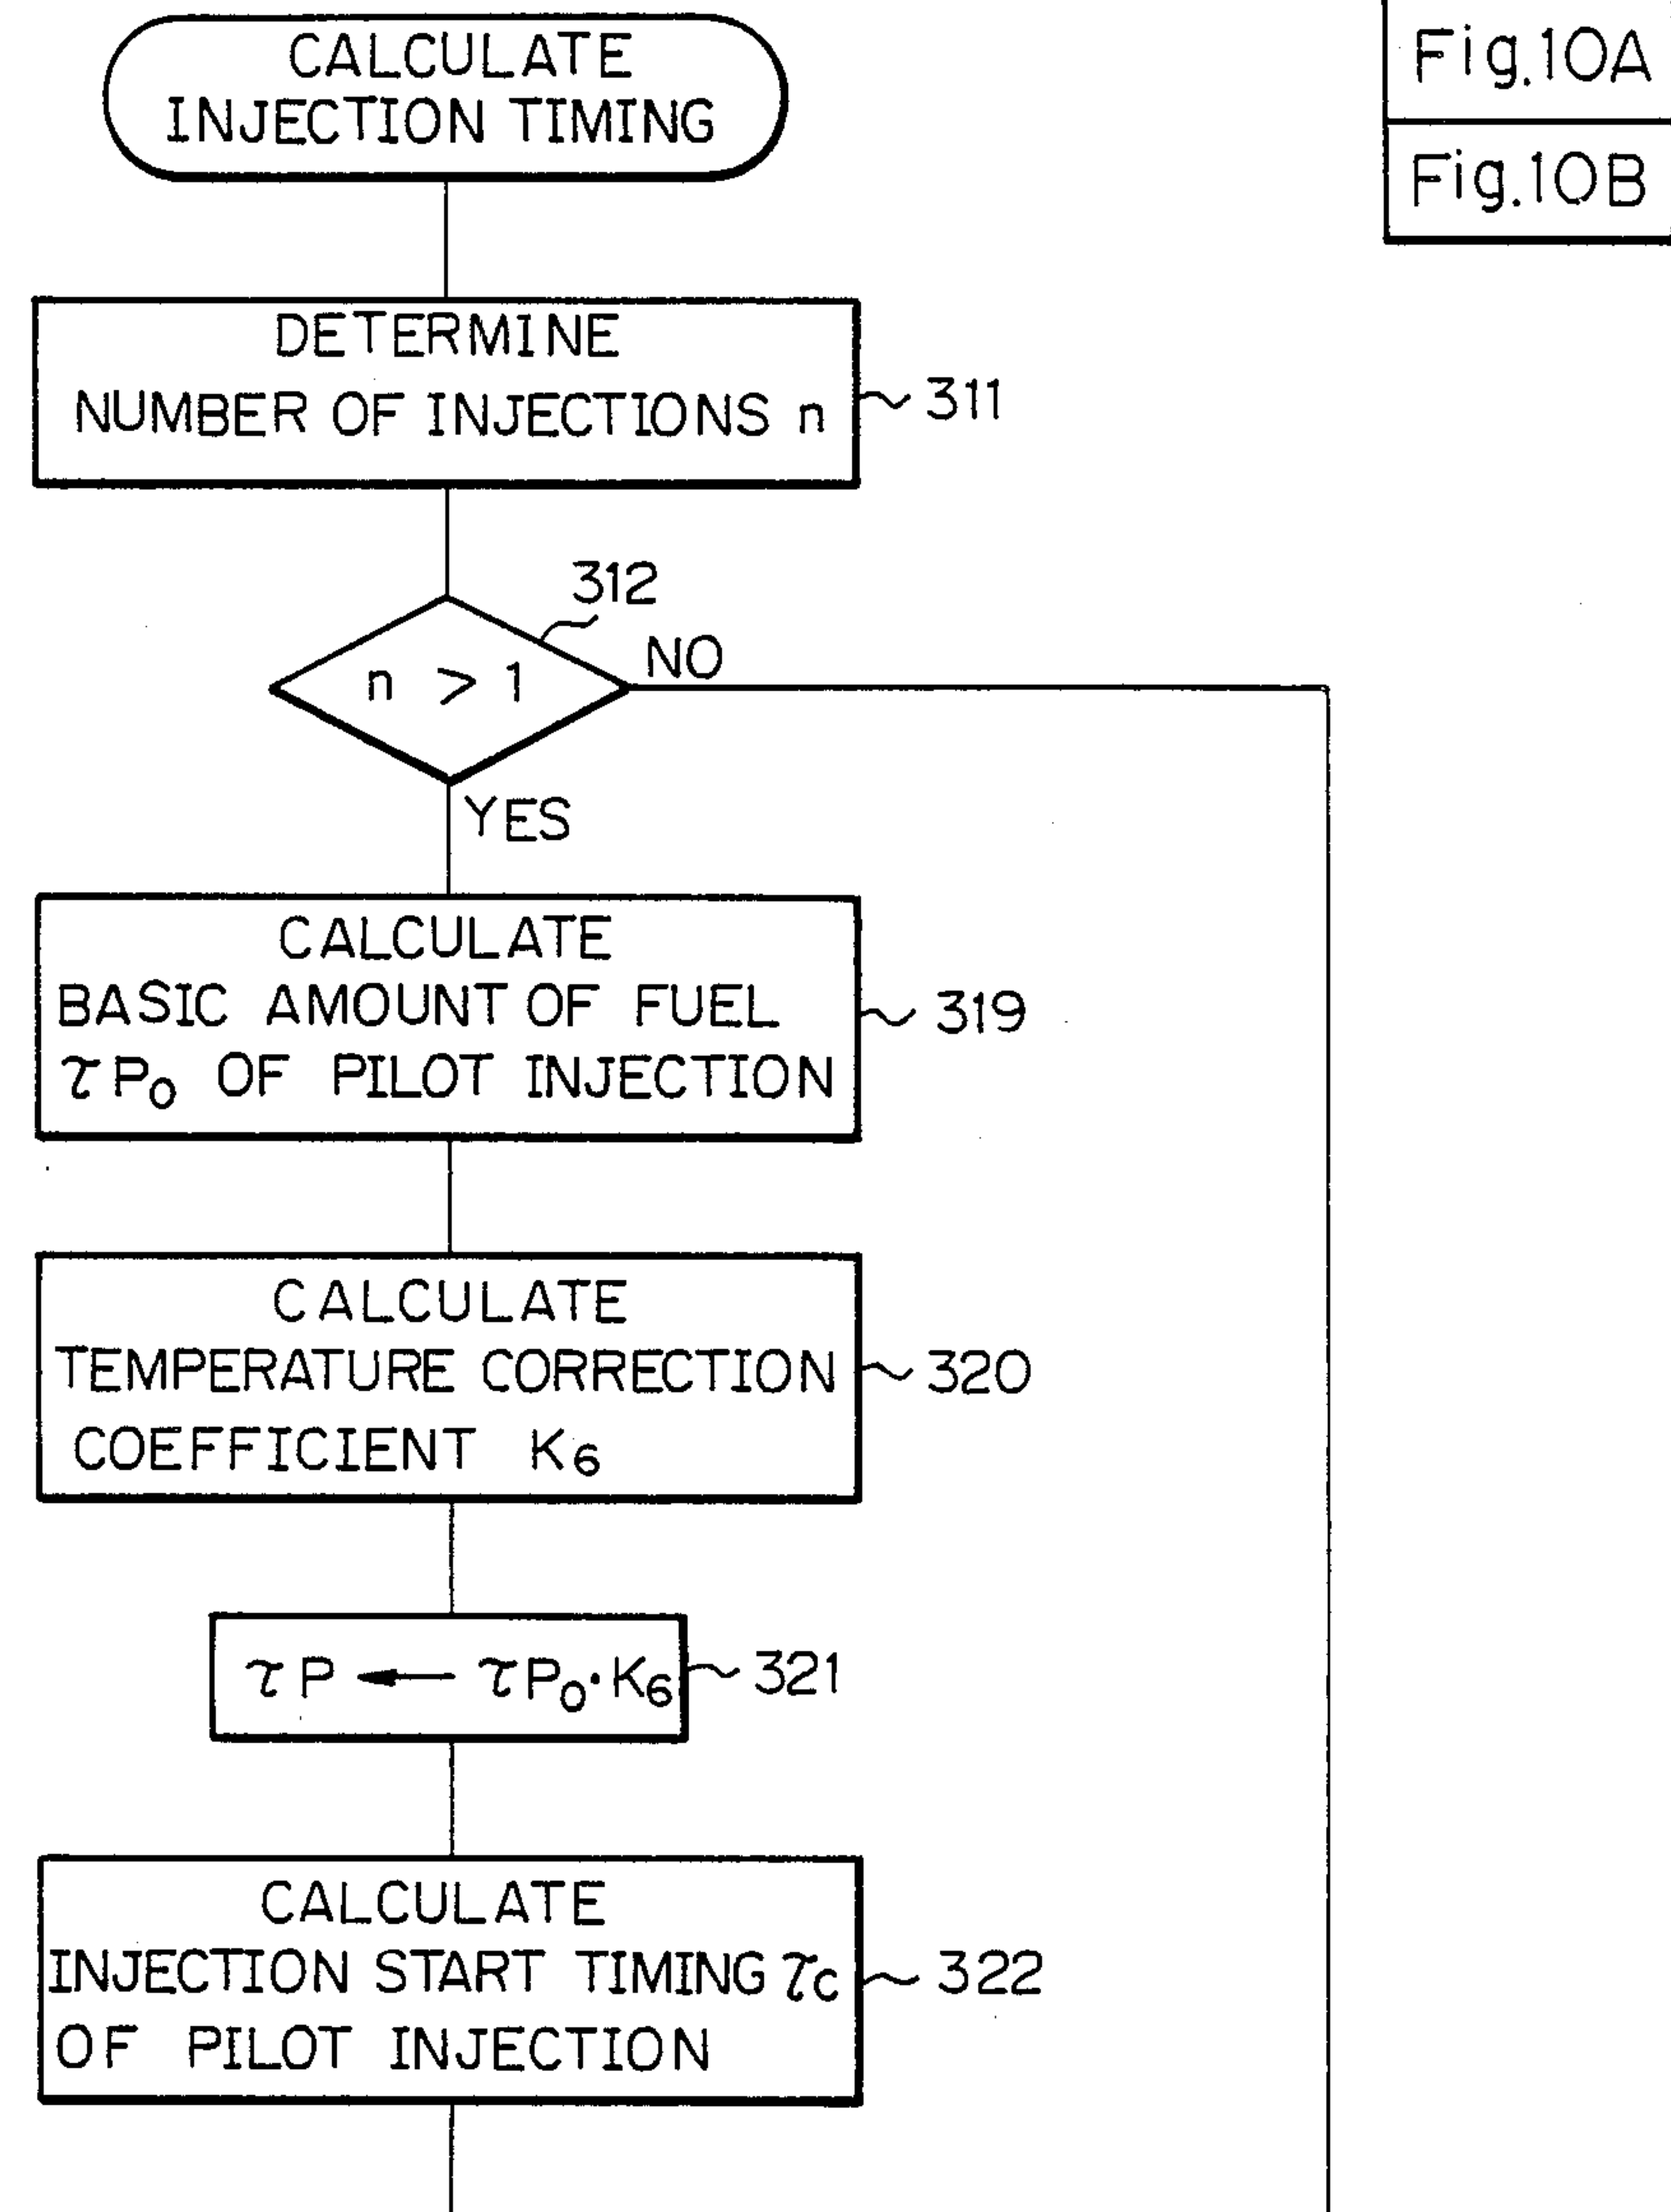 CALCULATE
INJECTION TIMING
Fig.10A
Fig.10B
DETERMINE
NUMBER OF INJECTIONS n
311
312
n > 1
NO
YES
CALCULATE
BASIC AMOUNT OF FUEL
τP₀ OF PILOT INJECTION
319
CALCULATE
TEMPERATURE CORRECTION
COEFFICIENT K₆
320
τP ← τP₀·K₆
321
CALCULATE
INJECTION START TIMING τc
OF PILOT INJECTION
322